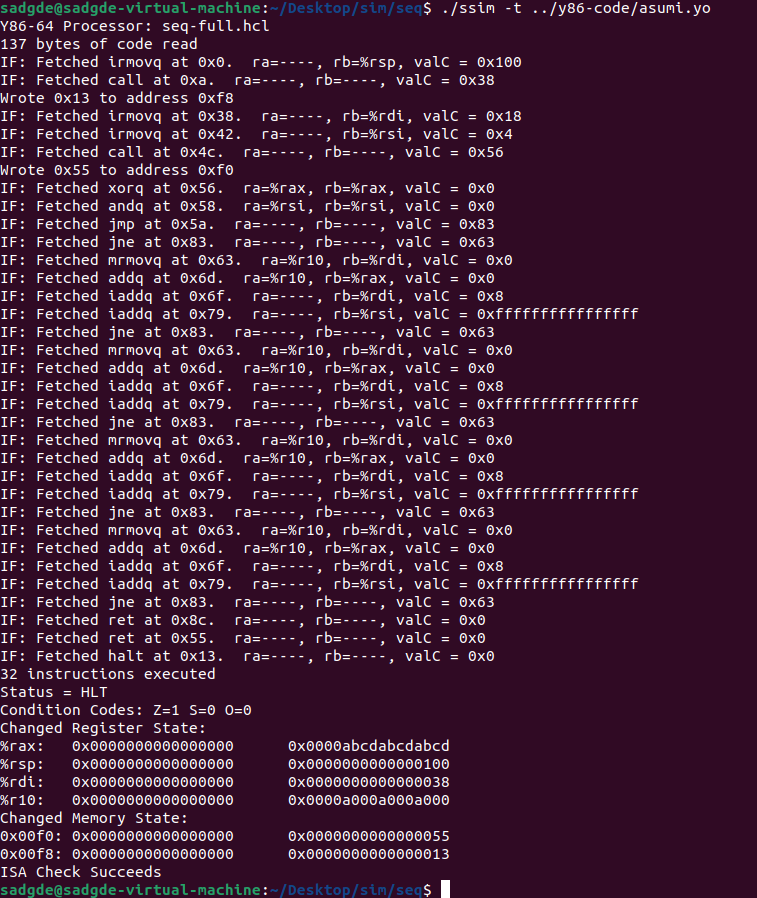 sadgde@sadgde-virtual-machine:~/Desktop/sim/seq$ ./ssim -t ../y86-code/asumi.yo
Y86-64 Processor: seq-full.hcl
137 bytes of code read
IF: Fetched irmovq at 0x0.  ra=----, rb=%rsp, valC = 0x100
IF: Fetched call at 0xa.  ra=----, rb=----, valC = 0x38
Wrote 0x13 to address 0xf8
IF: Fetched irmovq at 0x38.  ra=----, rb=%rdi, valC = 0x18
IF: Fetched irmovq at 0x42.  ra=----, rb=%rsi, valC = 0x4
IF: Fetched call at 0x4c.  ra=----, rb=----, valC = 0x56
Wrote 0x55 to address 0xf0
IF: Fetched xorq at 0x56.  ra=%rax, rb=%rax, valC = 0x0
IF: Fetched andq at 0x58.  ra=%rsi, rb=%rsi, valC = 0x0
IF: Fetched jmp at 0x5a.  ra=----, rb=----, valC = 0x83
IF: Fetched jne at 0x83.  ra=----, rb=----, valC = 0x63
IF: Fetched mrmovq at 0x63.  ra=%r10, rb=%rdi, valC = 0x0
IF: Fetched addq at 0x6d.  ra=%r10, rb=%rax, valC = 0x0
IF: Fetched iaddq at 0x6f.  ra=----, rb=%rdi, valC = 0x8
IF: Fetched iaddq at 0x79.  ra=----, rb=%rsi, valC = 0xffffffffffffffff
IF: Fetched jne at 0x83.  ra=----, rb=----, valC = 0x63
IF: Fetched mrmovq at 0x63.  ra=%r10, rb=%rdi, valC = 0x0
IF: Fetched addq at 0x6d.  ra=%r10, rb=%rax, valC = 0x0
IF: Fetched iaddq at 0x6f.  ra=----, rb=%rdi, valC = 0x8
IF: Fetched iaddq at 0x79.  ra=----, rb=%rsi, valC = 0xffffffffffffffff
IF: Fetched jne at 0x83.  ra=----, rb=----, valC = 0x63
IF: Fetched mrmovq at 0x63.  ra=%r10, rb=%rdi, valC = 0x0
IF: Fetched addq at 0x6d.  ra=%r10, rb=%rax, valC = 0x0
IF: Fetched iaddq at 0x6f.  ra=----, rb=%rdi, valC = 0x8
IF: Fetched iaddq at 0x79.  ra=----, rb=%rsi, valC = 0xffffffffffffffff
IF: Fetched jne at 0x83.  ra=----, rb=----, valC = 0x63
IF: Fetched mrmovq at 0x63.  ra=%r10, rb=%rdi, valC = 0x0
IF: Fetched addq at 0x6d.  ra=%r10, rb=%rax, valC = 0x0
IF: Fetched iaddq at 0x6f.  ra=----, rb=%rdi, valC = 0x8
IF: Fetched iaddq at 0x79.  ra=----, rb=%rsi, valC = 0xffffffffffffffff
IF: Fetched jne at 0x83.  ra=----, rb=----, valC = 0x63
IF: Fetched ret at 0x8c.  ra=----, rb=----, valC = 0x0
IF: Fetched ret at 0x55.  ra=----, rb=----, valC = 0x0
IF: Fetched halt at 0x13.  ra=----, rb=----, valC = 0x0
32 instructions executed
Status = HLT
Condition Codes: Z=1 S=0 O=0
Changed Register State:
%rax:   0x0000000000000000      0x0000abcdabcdabcd
%rsp:   0x0000000000000000      0x0000000000000100
%rdi:   0x0000000000000000      0x0000000000000038
%r10:   0x0000000000000000      0x0000a000a000a000
Changed Memory State:
0x00f0: 0x0000000000000000      0x0000000000000055
0x00f8: 0x0000000000000000      0x0000000000000013
ISA Check Succeeds
sadgde@sadgde-virtual-machine:~/Desktop/sim/seq$